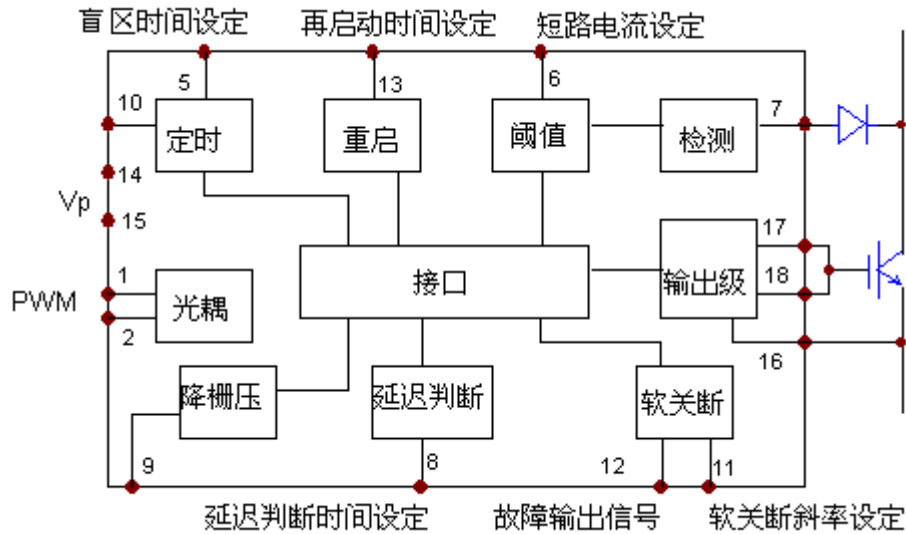 盲区时间设定
再启动时间设定
短路电流设定
5
13
6
10
7
定时
重启
阈值
检测
14
Vp
15
17
1
接口
输出级
18
PWM
光耦
2
16
降栅压
延迟判断
软关断
9
8
12
11
延迟判断时间设定
故障输出信号
软关断斜率设定